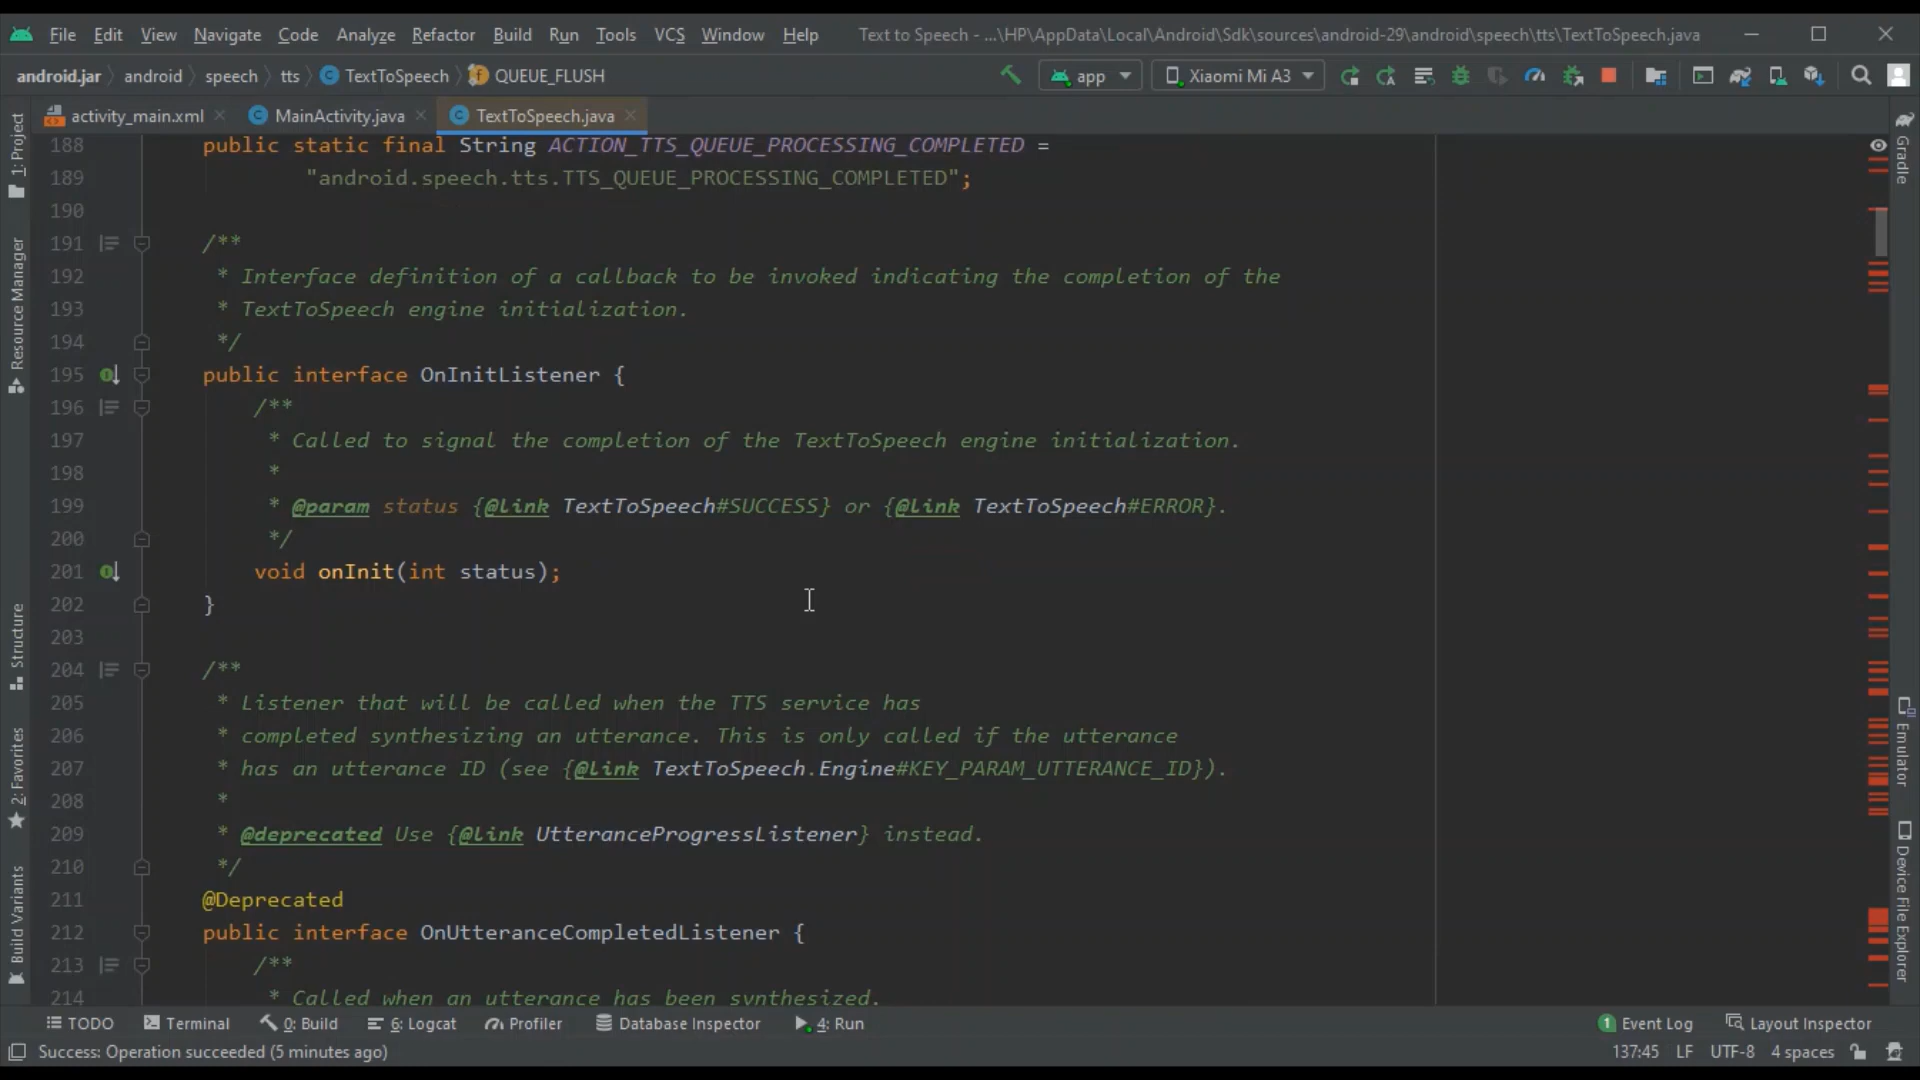 File Edit View Navigate Code Analyze Refactor Build Run Tools VCS Window Help Text to Speech - ...\HP\AppData\Local\Android\Sdk\sources\android-29\android\speech\tts\TextToSpeech.java
android.jar android speech tts TextToSpeech QUEUE_FLUSH app Xiaomi Mi A3
activity_main.xml MainActivity.java TextToSpeech.java
188 public static final String ACTION_TTS_QUEUE_PROCESSING_COMPLETED =
189 "android.speech.tts.TTS_QUEUE_PROCESSING_COMPLETED";
190
191 /**
192 * Interface definition of a callback to be invoked indicating the completion of the
193 * TextToSpeech engine initialization.
194 */
195 public interface OnInitListener {
196 /**
197 * Called to signal the completion of the TextToSpeech engine initialization.
198 *
199 * @param status {@link TextToSpeech#SUCCESS} or {@link TextToSpeech#ERROR}.
200 */
201 void onInit(int status);
202 }
203
204 /**
205 * Listener that will be called when the TTS service has
206 * completed synthesizing an utterance. This is only called if the utterance
207 * has an utterance ID (see {@link TextToSpeech.Engine#KEY_PARAM_UTTERANCE_ID}).
208 *
209 * @deprecated Use {@link UtteranceProgressListener} instead.
210 */
211 @Deprecated
212 public interface OnUtteranceCompletedListener {
213 /**
214 * Called when an utterance has been synthesized.
1: Project
Resource Manager
Structure
2: Favorites
Build Variants
Gradle
Emulator
Device File Explorer
TODO Terminal 0: Build 6: Logcat Profiler Database Inspector 4: Run 1 Event Log Layout Inspector
Success: Operation succeeded (5 minutes ago) 137:45 LF UTF-8 4 spaces